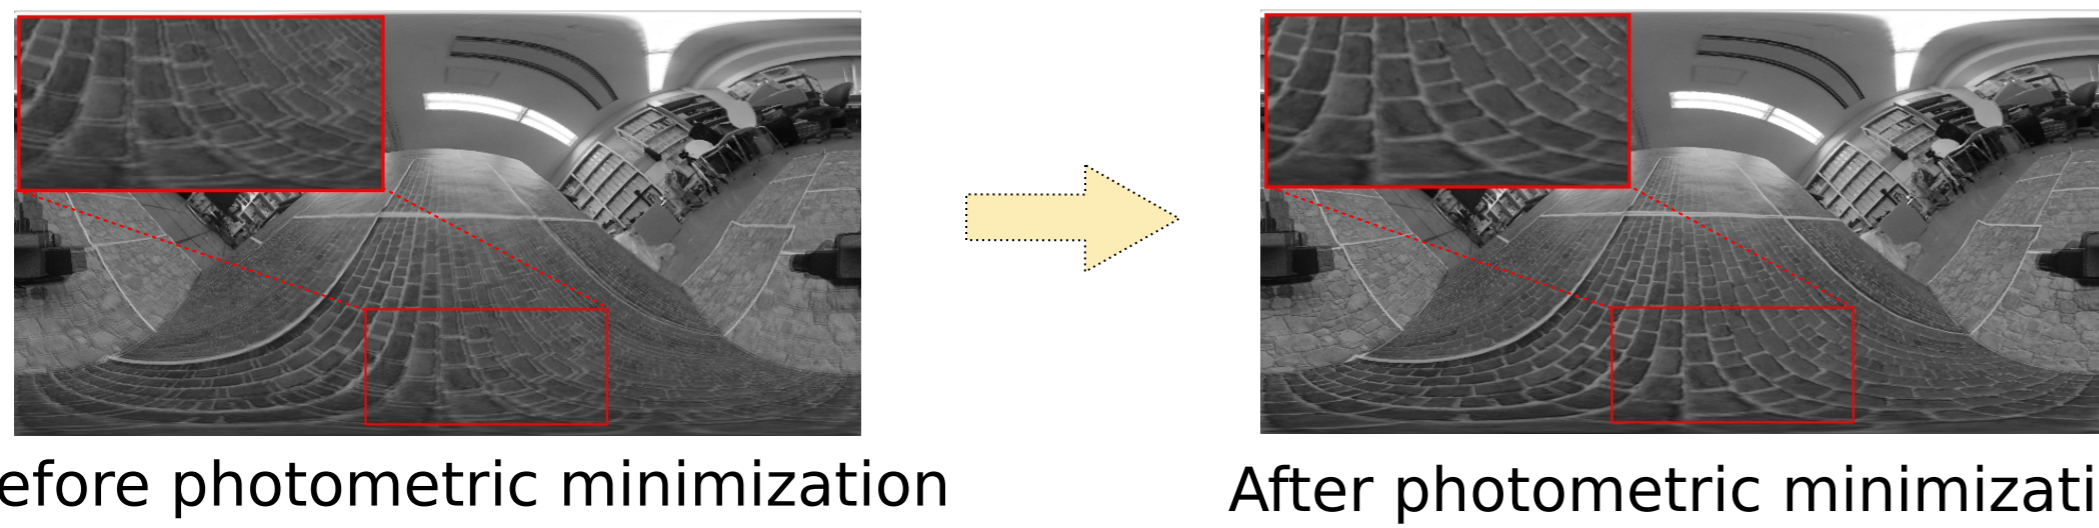 efore photometric minimization
After photometric minimizati